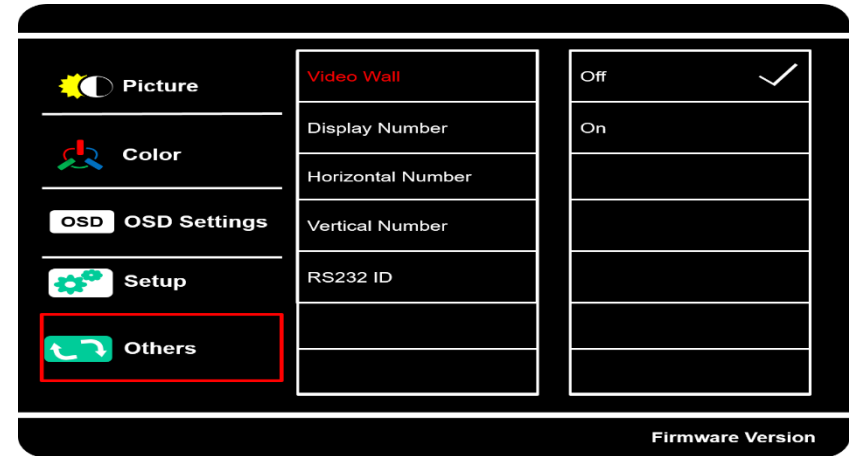 Picture
Color
OSD OSD Settings
Setup
Others
Video Wall
Display Number
Horizontal Number
Vertical Number
RS232 ID
Off
On
Firmware Version